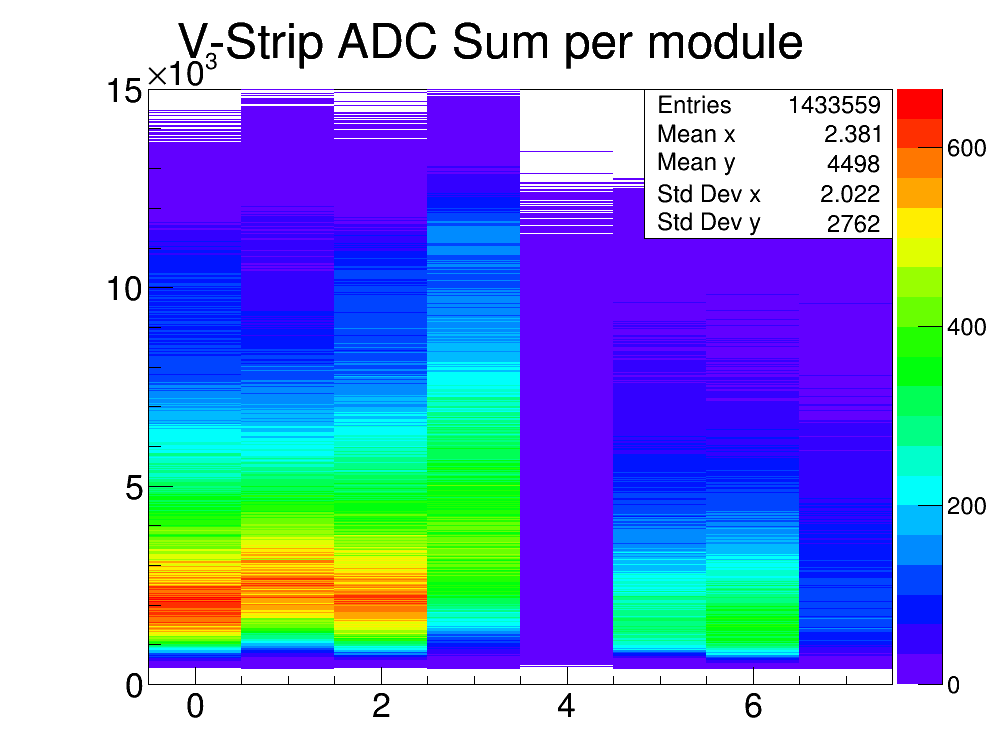 V-Strip ADC Sum per module
×10³
15
10
5
0
0 2 4 6
Entries 1433559
Mean x 2.381
Mean y 4498
Std Dev x 2.022
Std Dev y 2762
600
400
200
0